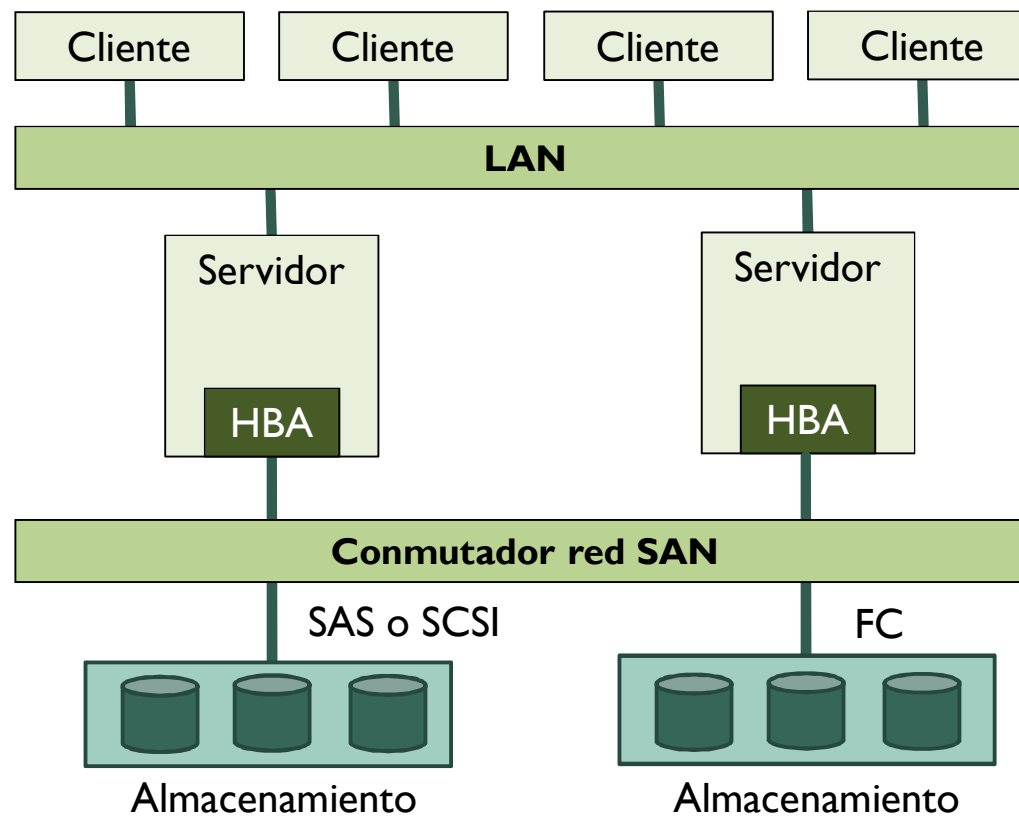 Cliente
Cliente
Cliente
Cliente
LAN
Servidor
Servidor
HBA
HBA
Conmutador red SAN
SAS o SCSI
FC
Almacenamiento
Almacenamiento